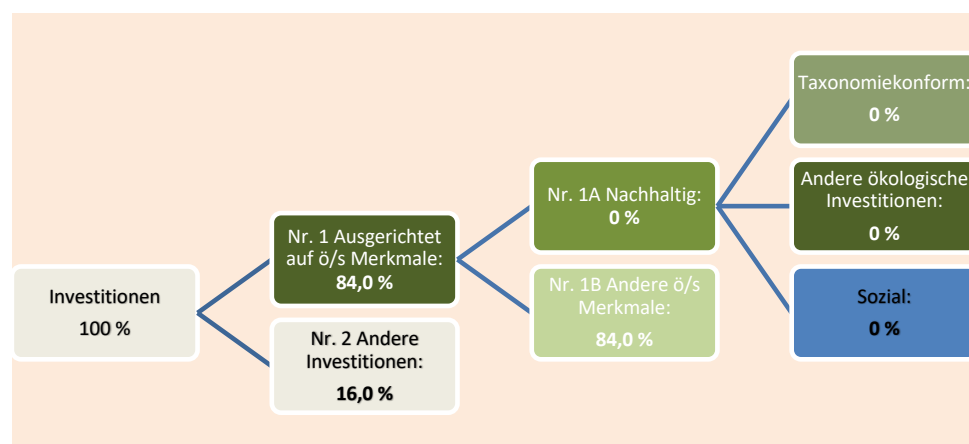 Investitionen
100 %
Nr. 1 Ausgerichtet
auf ö/s Merkmale:
84,0 %
Nr. 2 Andere
Investitionen:
16,0 %
Nr. 1A Nachhaltig:
0 %
Nr. 1B Andere ö/s
Merkmale:
84,0 %
Taxonomiekonform:
0 %
Andere ökologische
Investitionen:
0 %
Sozial:
0 %